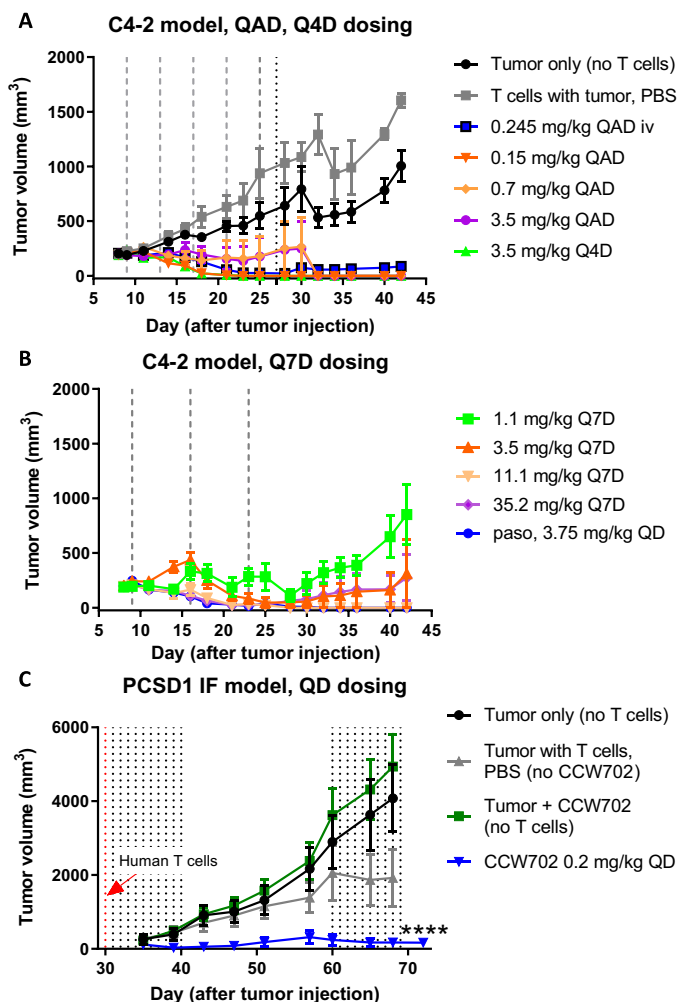 A
C4-2 model, QAD, Q4D dosing
Tumor volume (mm³)
2000
1500
1000
500
0
5 10 15 20 25 30 35 40 45
Day (after tumor injection)
Tumor only (no T cells)
T cells with tumor, PBS
0.245 mg/kg QAD iv
0.15 mg/kg QAD
0.7 mg/kg QAD
3.5 mg/kg QAD
3.5 mg/kg Q4D
B
C4-2 model, Q7D dosing
Tumor volume (mm³)
2000
1500
1000
500
0
5 10 15 20 25 30 35 40 45
Day (after tumor injection)
1.1 mg/kg Q7D
3.5 mg/kg Q7D
11.1 mg/kg Q7D
35.2 mg/kg Q7D
paso, 3.75 mg/kg QD
C
PCSD1 IF model, QD dosing
Tumor volume (mm³)
6000
4000
2000
0
Human T cells
****
30 40 50 60 70
Day (after tumor injection)
Tumor only (no T cells)
Tumor with T cells,
PBS (no CCW702)
Tumor + CCW702
(no T cells)
CCW702 0.2 mg/kg QD